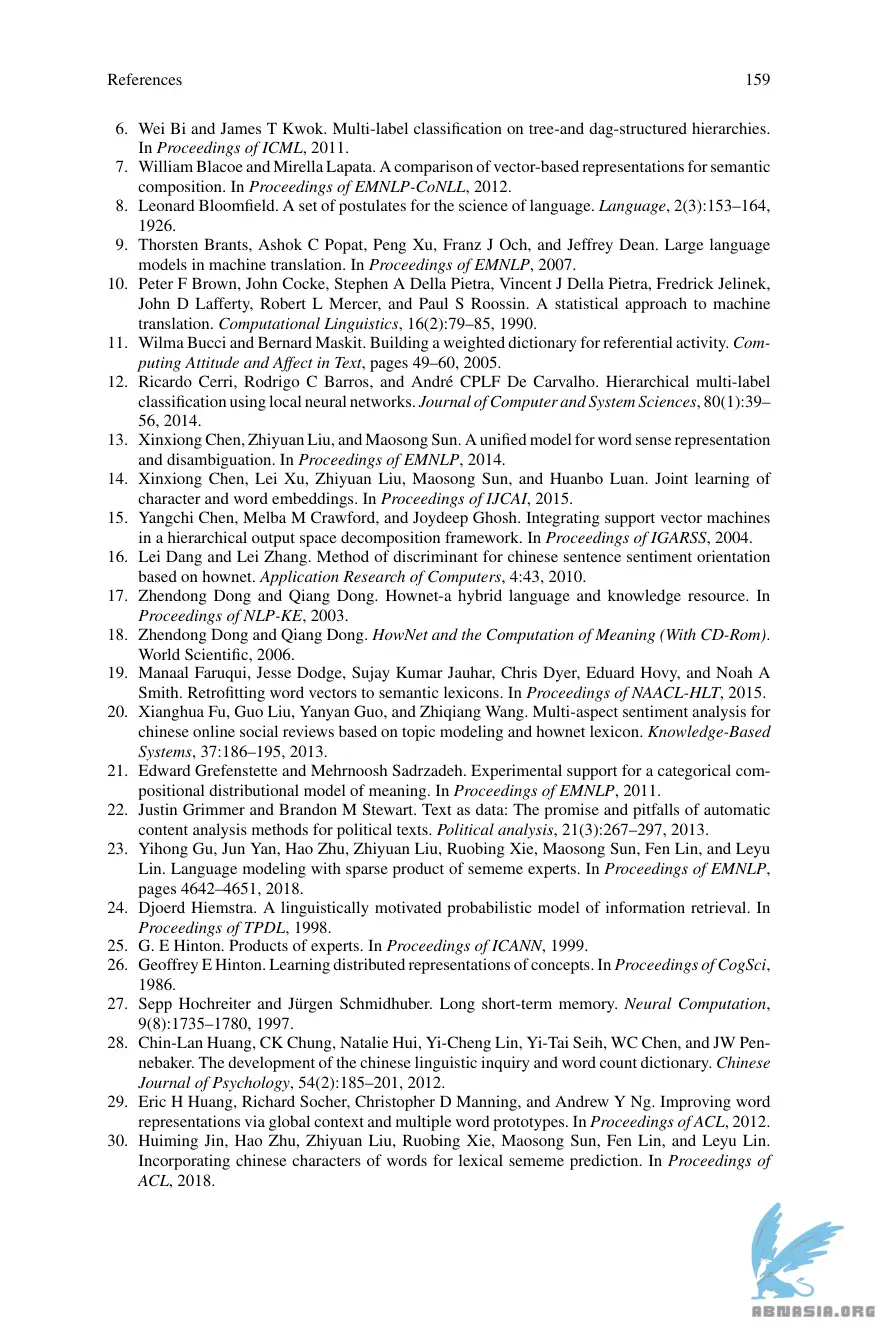 References 159
6. Wei Bi and James T Kwok. Multi-label classification on tree-and dag-structured hierarchies.
In Proceedings of ICML, 2011.
7. William Blacoe and Mirella Lapata. A comparison of vector-based representations for semantic
composition. In Proceedings of EMNLP-CoNLL, 2012.
8. Leonard Bloomfield. A set of postulates for the science of language. Language, 2(3):153–164,
1926.
9. Thorsten Brants, Ashok C Popat, Peng Xu, Franz J Och, and Jeffrey Dean. Large language
models in machine translation. In Proceedings of EMNLP, 2007.
10. Peter F Brown, John Cocke, Stephen A Della Pietra, Vincent J Della Pietra, Fredrick Jelinek,
John D Lafferty, Robert L Mercer, and Paul S Roossin. A statistical approach to machine
translation. Computational Linguistics, 16(2):79–85, 1990.
11. Wilma Bucci and Bernard Maskit. Building a weighted dictionary for referential activity. Com-
puting Attitude and Affect in Text, pages 49–60, 2005.
12. Ricardo Cerri, Rodrigo C Barros, and André CPLF De Carvalho. Hierarchical multi-label
classification using local neural networks. Journal of Computer and System Sciences, 80(1):39–
56, 2014.
13. Xinxiong Chen, Zhiyuan Liu, and Maosong Sun. A unified model for word sense representation
and disambiguation. In Proceedings of EMNLP, 2014.
14. Xinxiong Chen, Lei Xu, Zhiyuan Liu, Maosong Sun, and Huanbo Luan. Joint learning of
character and word embeddings. In Proceedings of IJCAI, 2015.
15. Yangchi Chen, Melba M Crawford, and Joydeep Ghosh. Integrating support vector machines
in a hierarchical output space decomposition framework. In Proceedings of IGARSS, 2004.
16. Lei Dang and Lei Zhang. Method of discriminant for chinese sentence sentiment orientation
based on hownet. Application Research of Computers, 4:43, 2010.
17. Zhendong Dong and Qiang Dong. Hownet-a hybrid language and knowledge resource. In
Proceedings of NLP-KE, 2003.
18. Zhendong Dong and Qiang Dong. HowNet and the Computation of Meaning (With CD-Rom).
World Scientific, 2006.
19. Manaal Faruqui, Jesse Dodge, Sujay Kumar Jauhar, Chris Dyer, Eduard Hovy, and Noah A
Smith. Retrofitting word vectors to semantic lexicons. In Proceedings of NAACL-HLT, 2015.
20. Xianghua Fu, Guo Liu, Yanyan Guo, and Zhiqiang Wang. Multi-aspect sentiment analysis for
chinese online social reviews based on topic modeling and hownet lexicon. Knowledge-Based
Systems, 37:186–195, 2013.
21. Edward Grefenstette and Mehrnoosh Sadrzadeh. Experimental support for a categorical com-
positional distributional model of meaning. In Proceedings of EMNLP, 2011.
22. Justin Grimmer and Brandon M Stewart. Text as data: The promise and pitfalls of automatic
content analysis methods for political texts. Political analysis, 21(3):267–297, 2013.
23. Yihong Gu, Jun Yan, Hao Zhu, Zhiyuan Liu, Ruobing Xie, Maosong Sun, Fen Lin, and Leyu
Lin. Language modeling with sparse product of sememe experts. In Proceedings of EMNLP,
pages 4642–4651, 2018.
24. Djoerd Hiemstra. A linguistically motivated probabilistic model of information retrieval. In
Proceedings of TPDL, 1998.
25. G. E Hinton. Products of experts. In Proceedings of ICANN, 1999.
26. Geoffrey E Hinton. Learning distributed representations of concepts. In Proceedings of CogSci,
1986.
27. Sepp Hochreiter and Jürgen Schmidhuber. Long short-term memory. Neural Computation,
9(8):1735–1780, 1997.
28. Chin-Lan Huang, CK Chung, Natalie Hui, Yi-Cheng Lin, Yi-Tai Seih, WC Chen, and JW Pen-
nebaker. The development of the chinese linguistic inquiry and word count dictionary. Chinese
Journal of Psychology, 54(2):185–201, 2012.
29. Eric H Huang, Richard Socher, Christopher D Manning, and Andrew Y Ng. Improving word
representations via global context and multiple word prototypes. In Proceedings of ACL, 2012.
30. Huiming Jin, Hao Zhu, Zhiyuan Liu, Ruobing Xie, Maosong Sun, Fen Lin, and Leyu Lin.
Incorporating chinese characters of words for lexical sememe prediction. In Proceedings of
ACL, 2018.
ABNASIA.ORG